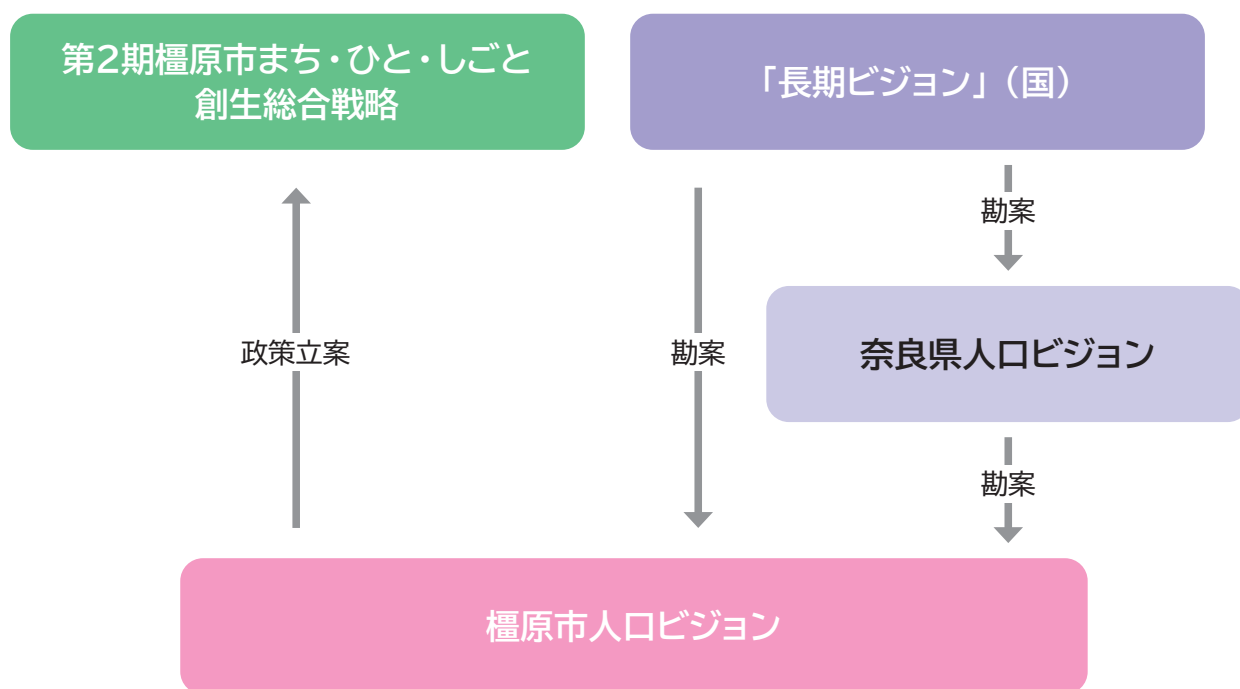 第2期橿原市まち・ひと・しごと
創生総合戦略
「長期ビジョン」（国）
勘案
奈良県人口ビジョン
政策立案
勘案
勘案
橿原市人口ビジョン